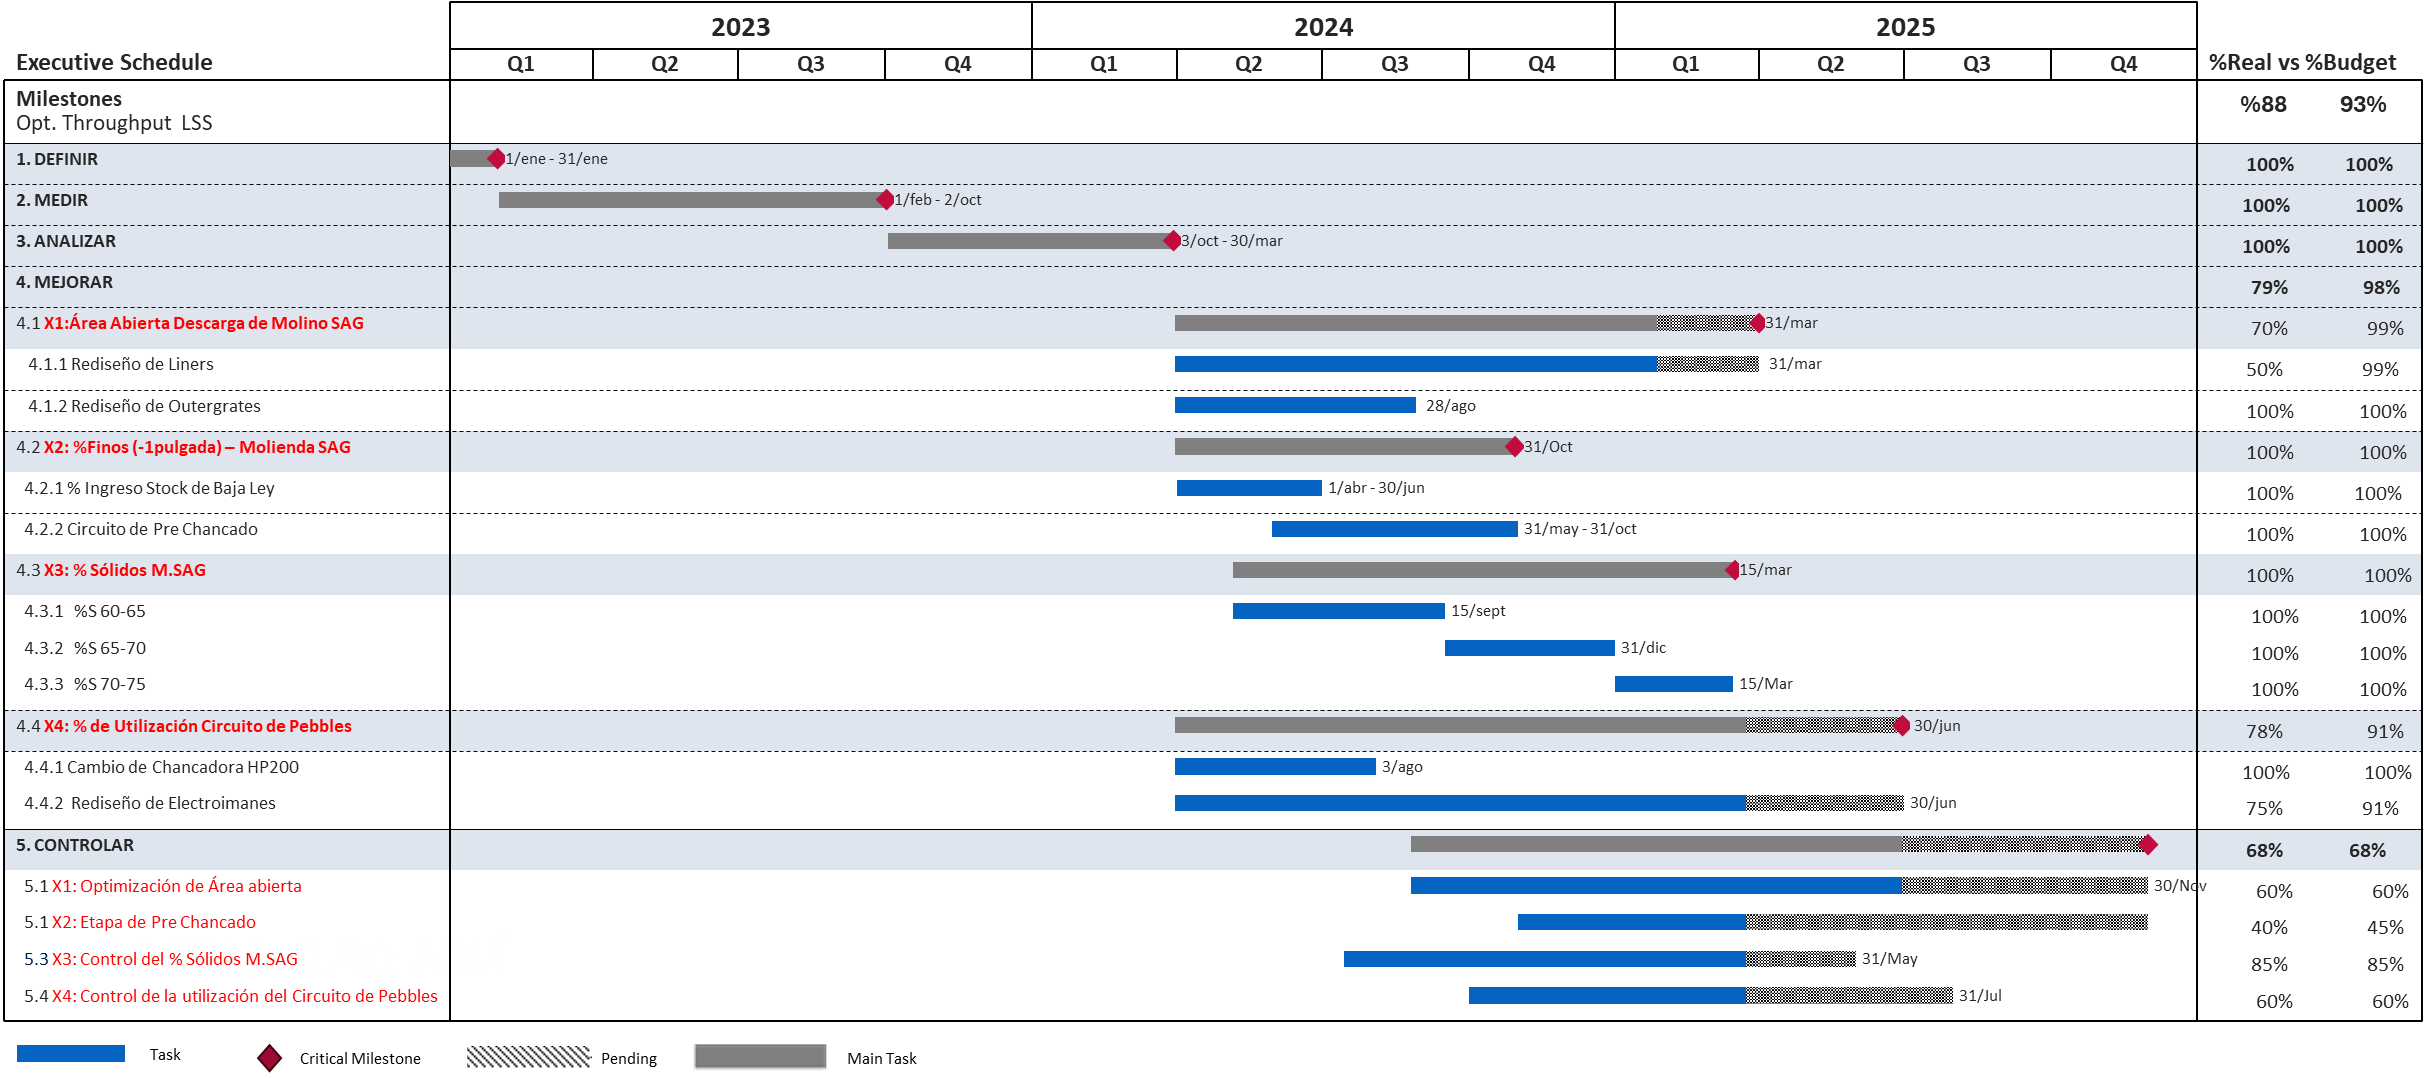 2023 2024 2025
Executive Schedule Q1 Q2 Q3 Q4 Q1 Q2 Q3 Q4 Q1 Q2 Q3 Q4 %Real vs %Budget
Milestones
Opt. Throughput LSS %88 93%
1. DEFINIR 1/ene - 31/ene 100% 100%
2. MEDIR 1/feb - 2/oct 100% 100%
3. ANALIZAR 3/oct - 30/mar 100% 100%
4. MEJORAR 79% 98%
4.1 X1:Área Abierta Descarga de Molino SAG 31/mar 70% 99%
4.1.1 Rediseño de Liners 31/mar 50% 99%
4.1.2 Rediseño de Outergrates 28/ago 100% 100%
4.2 X2: %Finos (-1pulgada) – Molienda SAG 31/Oct 100% 100%
4.2.1 % Ingreso Stock de Baja Ley 1/abr - 30/jun 100% 100%
4.2.2 Circuito de Pre Chancado 31/may - 31/oct 100% 100%
4.3 X3: % Sólidos M.SAG 15/mar 100% 100%
4.3.1 %S 60-65 15/sept 100% 100%
4.3.2 %S 65-70 31/dic 100% 100%
4.3.3 %S 70-75 15/Mar 100% 100%
4.4 X4: % de Utilización Circuito de Pebbles 30/jun 78% 91%
4.4.1 Cambio de Chancadora HP200 3/ago 100% 100%
4.4.2 Rediseño de Electroimanes 30/jun 75% 91%
5. CONTROLAR 68% 68%
5.1 X1: Optimización de Área abierta 30/Nov 60% 60%
5.1 X2: Etapa de Pre Chancado 40% 45%
5.3 X3: Control del % Sólidos M.SAG 31/May 85% 85%
5.4 X4: Control de la utilización del Circuito de Pebbles 31/Jul 60% 60%
Task Critical Milestone Pending Main Task